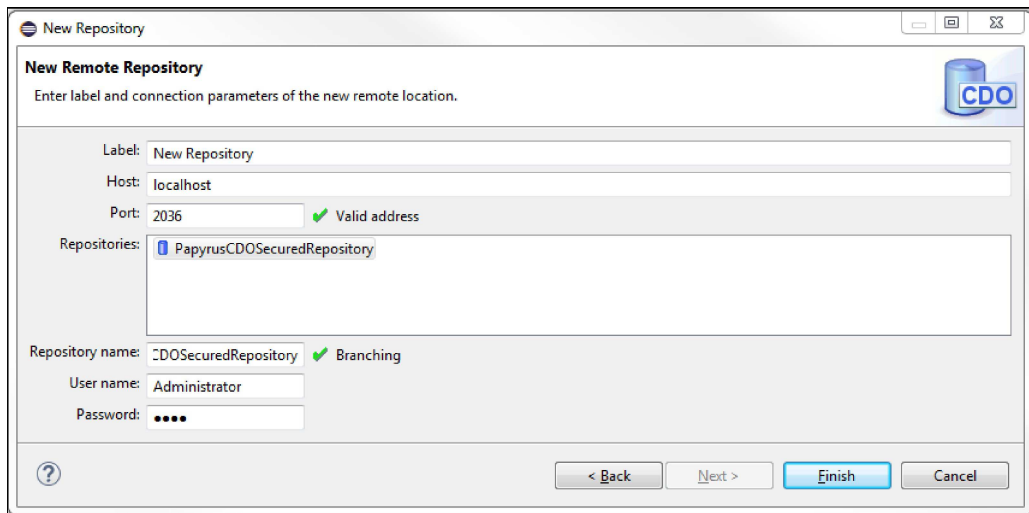 New Repository
New Remote Repository
Enter label and connection parameters of the new remote location.
CDO
Label: New Repository
Host: localhost
Port: 2036 Valid address
Repositories: PapyrusCDOSecuredRepository
Repository name: CDOSecuredRepository Branching
User name: Administrator
Password: ••••
? < Back Next > Finish Cancel